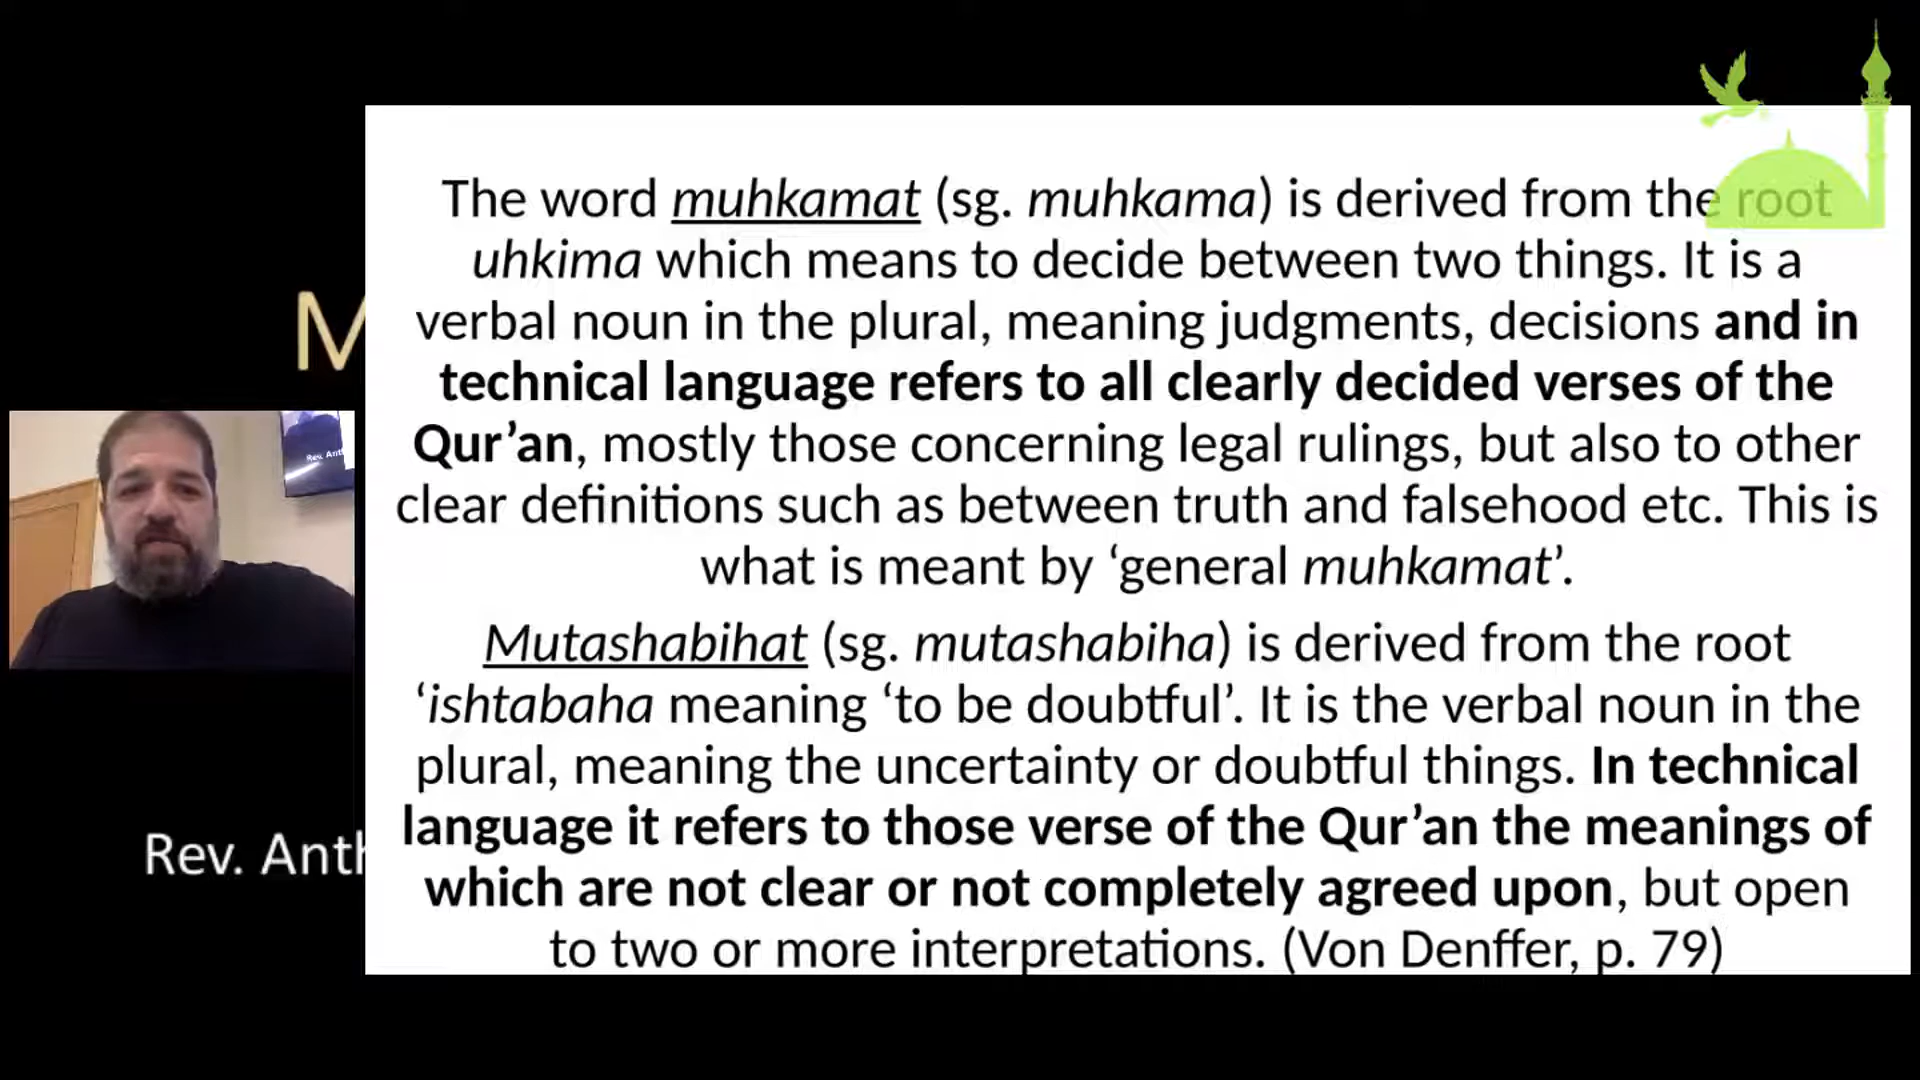 The word muhkamat (sg. muhkama) is derived from the root
uhkima which means to decide between two things. It is a
verbal noun in the plural, meaning judgments, decisions and in
technical language refers to all clearly decided verses of the
Qur’an, mostly those concerning legal rulings, but also to other
clear definitions such as between truth and falsehood etc. This is
what is meant by ‘general muhkamat’.
Mutashabihat (sg. mutashabiha) is derived from the root
‘ishtabaha meaning ‘to be doubtful’. It is the verbal noun in the
plural, meaning the uncertainty or doubtful things. In technical
language it refers to those verse of the Qur’an the meanings of
which are not clear or not completely agreed upon, but open
to two or more interpretations. (Von Denffer, p. 79)
M
Rev. Anth
Rev. Ant